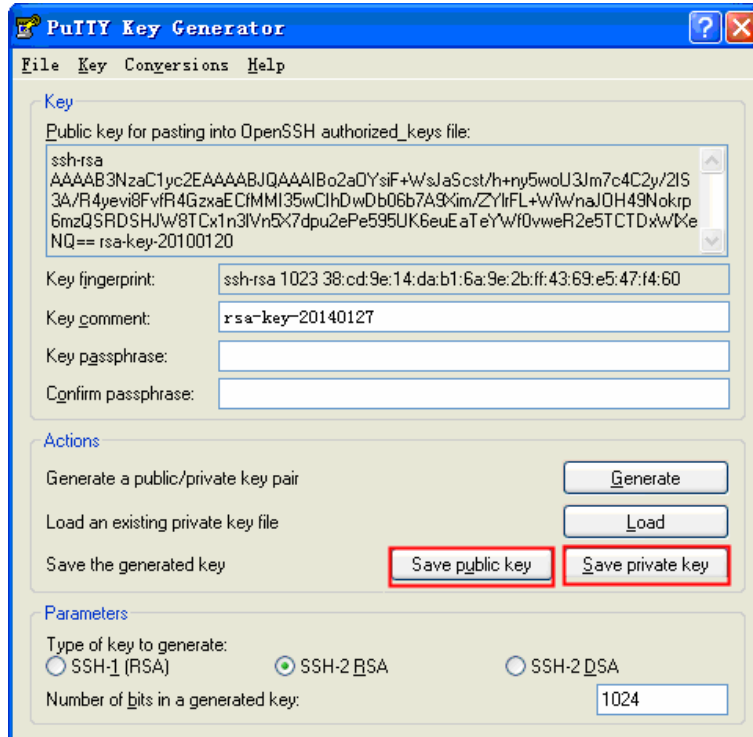 PuTTY Key Generator
File Key Conversions Help
Key
Public key for pasting into OpenSSH authorized_keys file:
ssh-rsa
AAAAB3NzaC1yc2EAAAABJQAAAIBo2aOYsiF+WsJaScst/h+ny5woU3Jm7c4C2y/2IS
3A/R4yevi8FvfR4GzxaECfMMI35wClhDwDb06b7A9Xim/ZYlrFL+WiWnaJOH49Nokrp
6mzQSRDSHJW8TCx1n3IVn5X7dpu2ePe595UK6euEaTeYWf0vweR2e5TCTDxWIXe
NQ== rsa-key-20100120
Key fingerprint: ssh-rsa 1023 38:cd:9e:14:da:b1:6a:9e:2b:ff:43:69:e5:47:f4:60
Key comment: rsa-key-20140127
Key passphrase:
Confirm passphrase:
Actions
Generate a public/private key pair Generate
Load an existing private key file Load
Save the generated key Save public key Save private key
Parameters
Type of key to generate:
SSH-1 (RSA) SSH-2 RSA SSH-2 DSA
Number of bits in a generated key: 1024